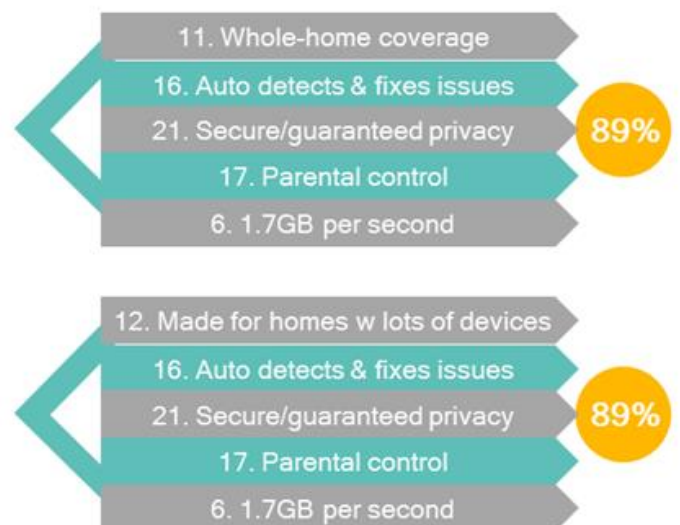 11. Whole-home coverage
16. Auto detects & fixes issues
21. Secure/guaranteed privacy
17. Parental control
6. 1.7GB per second
89%
12. Made for homes w lots of devices
16. Auto detects & fixes issues
21. Secure/guaranteed privacy
17. Parental control
6. 1.7GB per second
89%